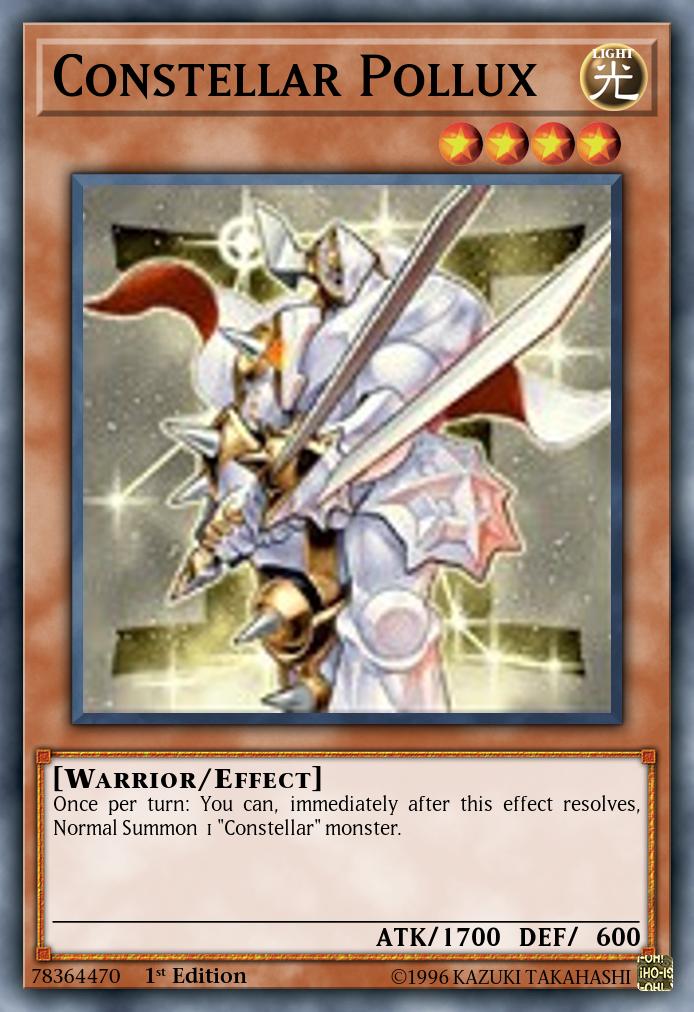 Constellar Pollux
LIGHT
光
[Warrior/Effect]
Once per turn: You can, immediately after this effect resolves,
Normal Summon 1 "Constellar" monster.
ATK/1700 DEF/ 600
78364470 1st Edition ©1996 KAZUKI TAKAHASHI